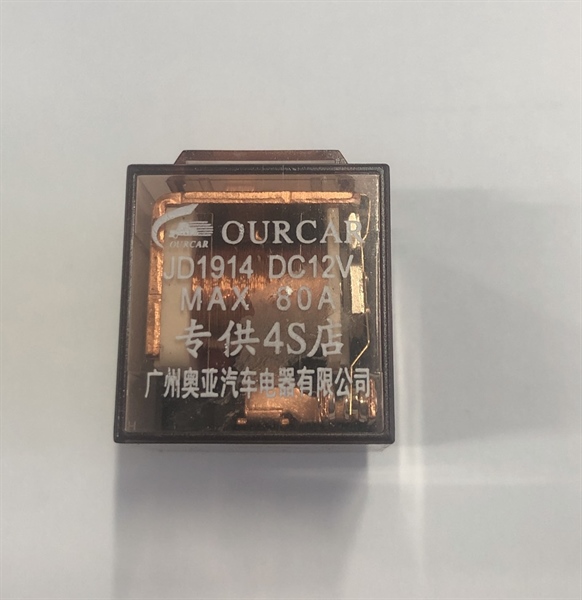 OURCAR
OURCAR
JD1914 DC12V
MAX 80A
专供4S店
广州奥亚汽车电器有限公司